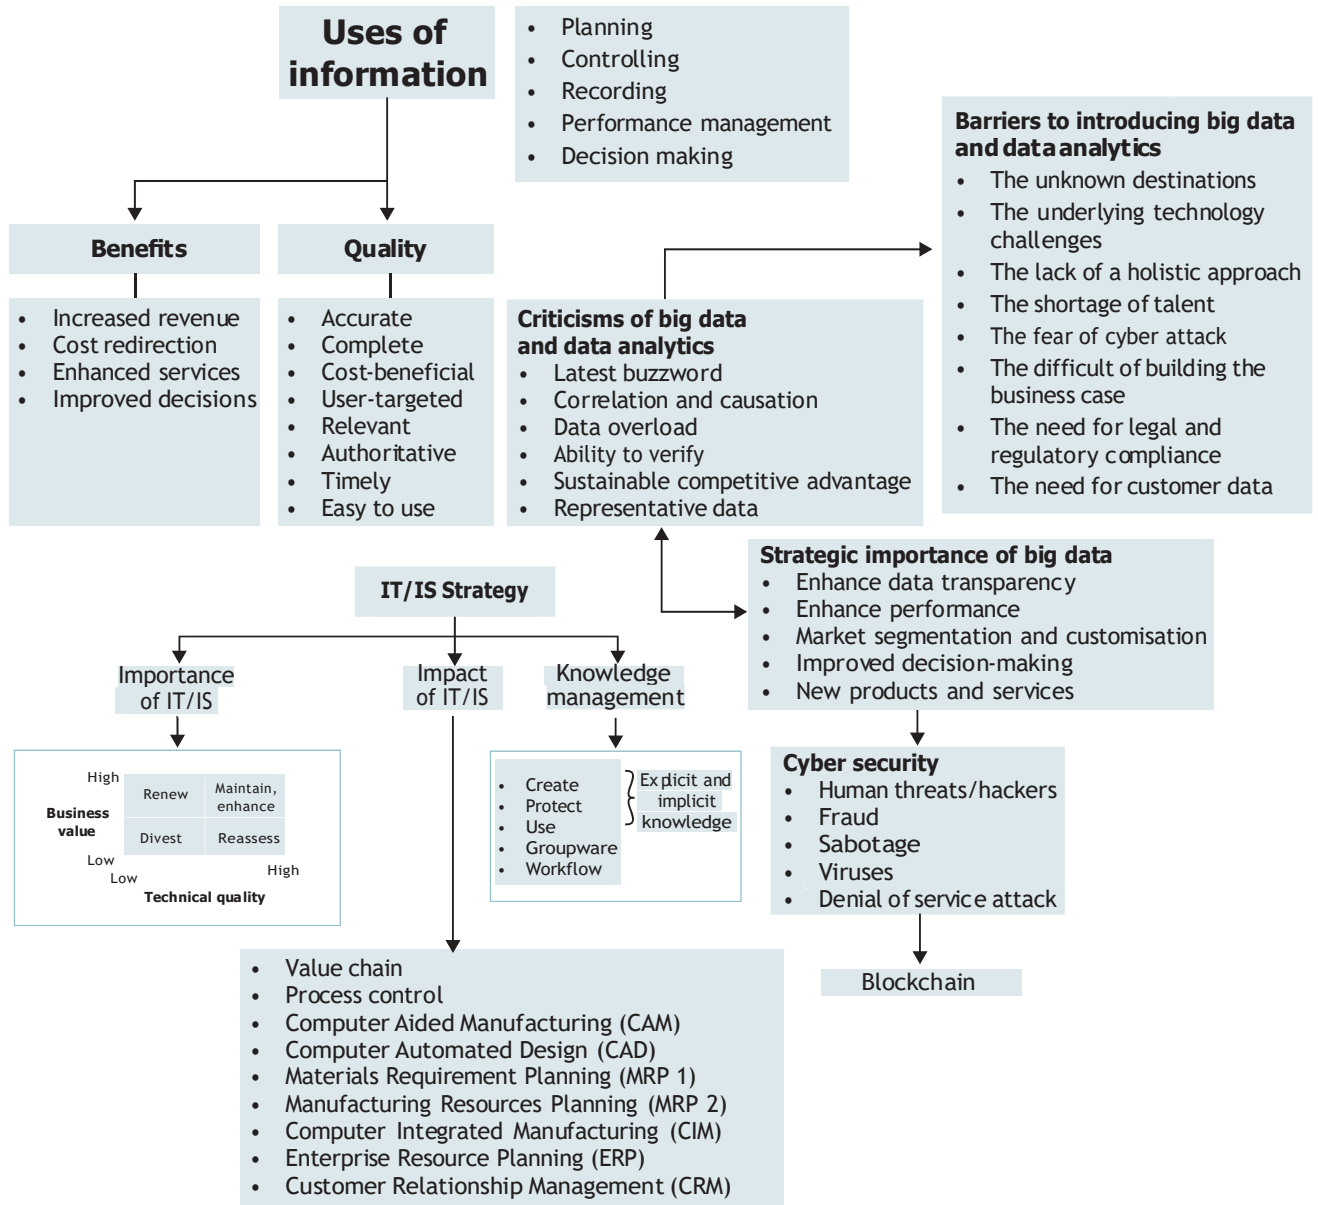 Uses of
information
• Planning
• Controlling
• Recording
• Performance management
• Decision making
Benefits
• Increased revenue
• Cost redirection
• Enhanced services
• Improved decisions
Quality
• Accurate
• Complete
• Cost-beneficial
• User-targeted
• Relevant
• Authoritative
• Timely
• Easy to use
Criticisms of big data
and data analytics
• Latest buzzword
• Correlation and causation
• Data overload
• Ability to verify
• Sustainable competitive advantage
• Representative data
Barriers to introducing big data
and data analytics
• The unknown destinations
• The underlying technology
challenges
• The lack of a holistic approach
• The shortage of talent
• The fear of cyber attack
• The difficult of building the
business case
• The need for legal and
regulatory compliance
• The need for customer data
Strategic importance of big data
• Enhance data transparency
• Enhance performance
• Market segmentation and customisation
• Improved decision-making
• New products and services
IT/IS Strategy
Importance
of IT/IS
Impact
of IT/IS
Knowledge
management
High
Business
value
Low
Renew
Maintain,
enhance
Divest
Reassess
Low
High
Technical quality
• Create
• Protect
• Use
• Groupware
• Workflow
Explicit and
implicit
knowledge
Cyber security
• Human threats/hackers
• Fraud
• Sabotage
• Viruses
• Denial of service attack
Blockchain
• Value chain
• Process control
• Computer Aided Manufacturing (CAM)
• Computer Automated Design (CAD)
• Materials Requirement Planning (MRP 1)
• Manufacturing Resources Planning (MRP 2)
• Computer Integrated Manufacturing (CIM)
• Enterprise Resource Planning (ERP)
• Customer Relationship Management (CRM)